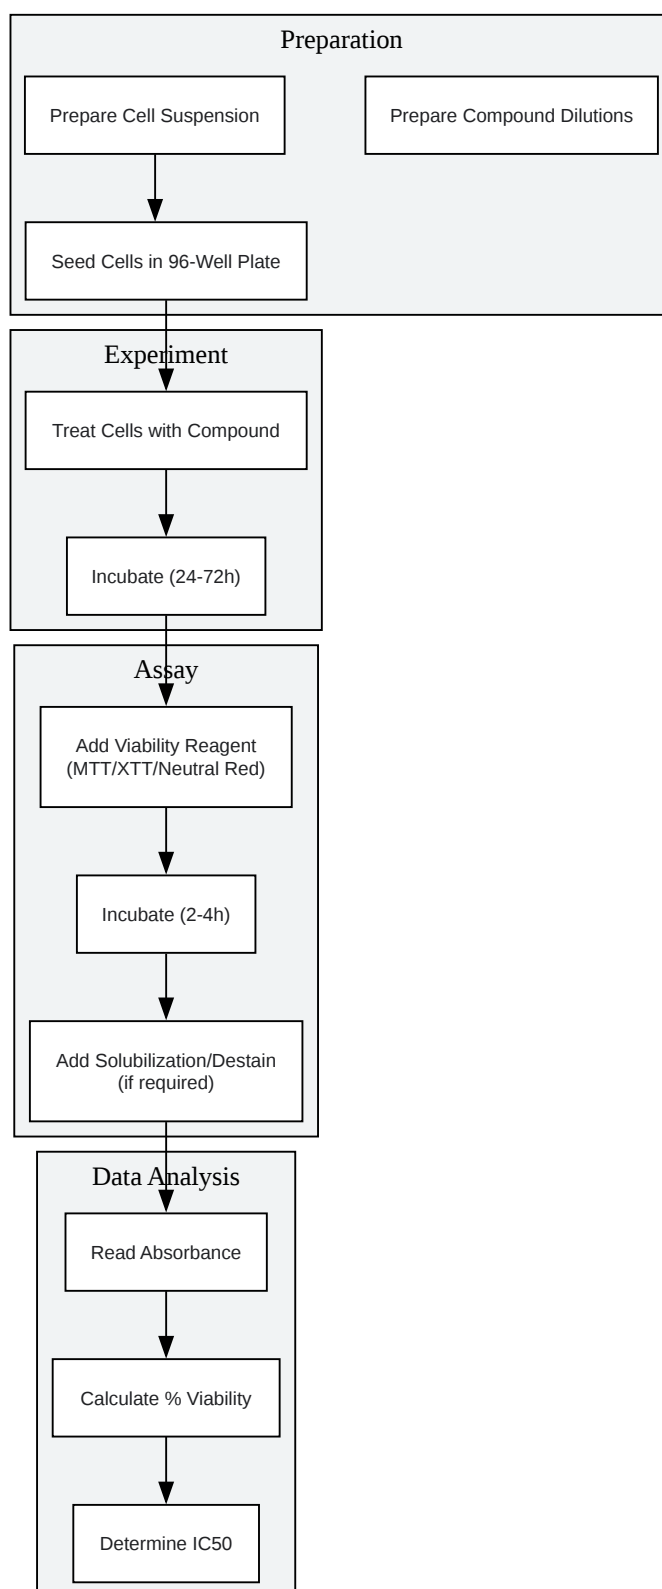 Preparation
Prepare Cell Suspension
Prepare Compound Dilutions
Seed Cells in 96-Well Plate
Experiment
Treat Cells with Compound
Incubate (24-72h)
Assay
Add Viability Reagent
(MTT/XTT/Neutral Red)
Incubate (2-4h)
Add Solubilization/Destain
(if required)
Data Analysis
Read Absorbance
Calculate % Viability
Determine IC50